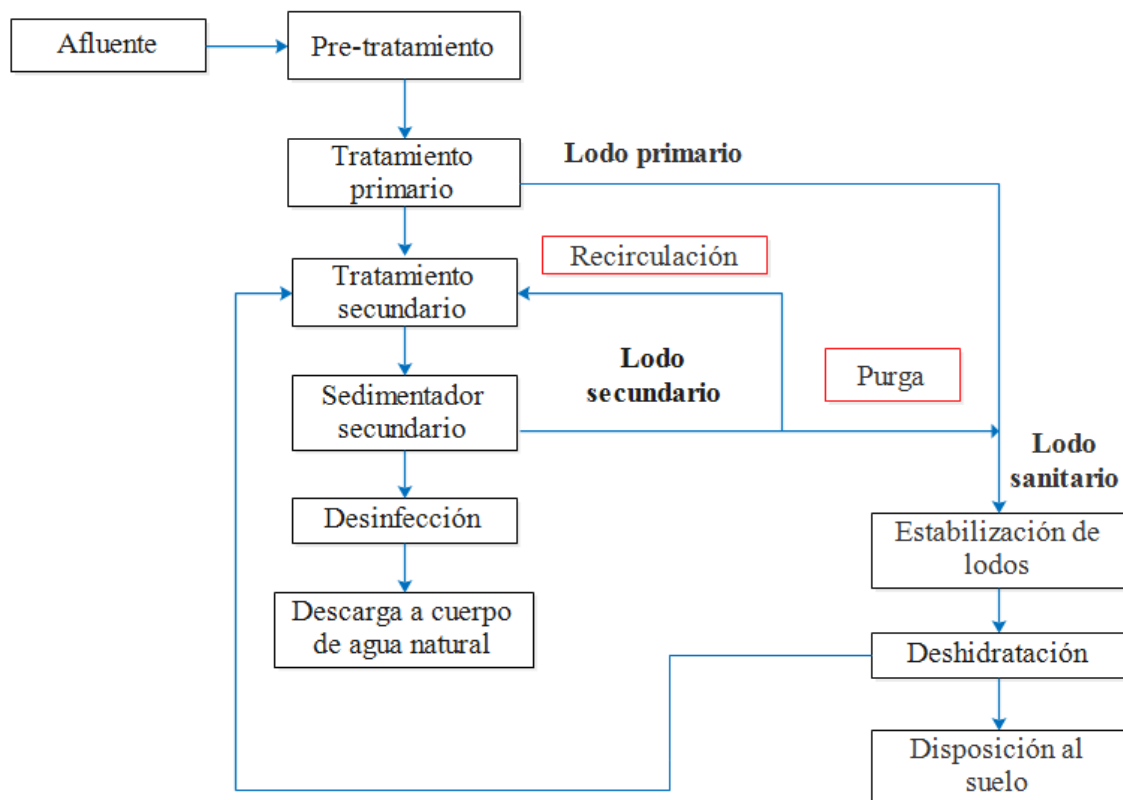 Afluente
Pre-tratamiento
Tratamiento
primario
Lodo primario
Recirculación
Tratamiento
secundario
Lodo
secundario
Purga
Sedimentador
secundario
Lodo
sanitario
Desinfección
Estabilización de
lodos
Descarga a cuerpo
de agua natural
Deshidratación
Disposición al
suelo